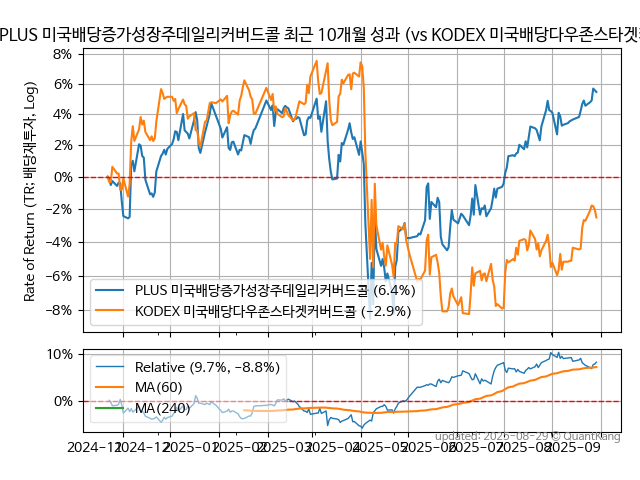 PLUS 미국배당증가성장주데일리커버드콜 최근 10개월 성과 (vs KODEX 미국배당다우존스타겟
8%
6%
4%
2%
0%
−2%
−4%
−6%
−8%
Rate of Return (TR: 배당재투자, Log)
PLUS 미국배당증가성장주데일리커버드콜 (6.4%)
KODEX 미국배당다우존스타겟커버드콜 (−2.9%)
10%
0%
Relative (9.7%, −8.8%)
MA(60)
MA(240)
updated: 2025-08-29 © QuantKang
2024-11 2024-12 2025-01 2025-02 2025-03 2025-04 2025-05 2025-06 2025-07 2025-08 2025-09